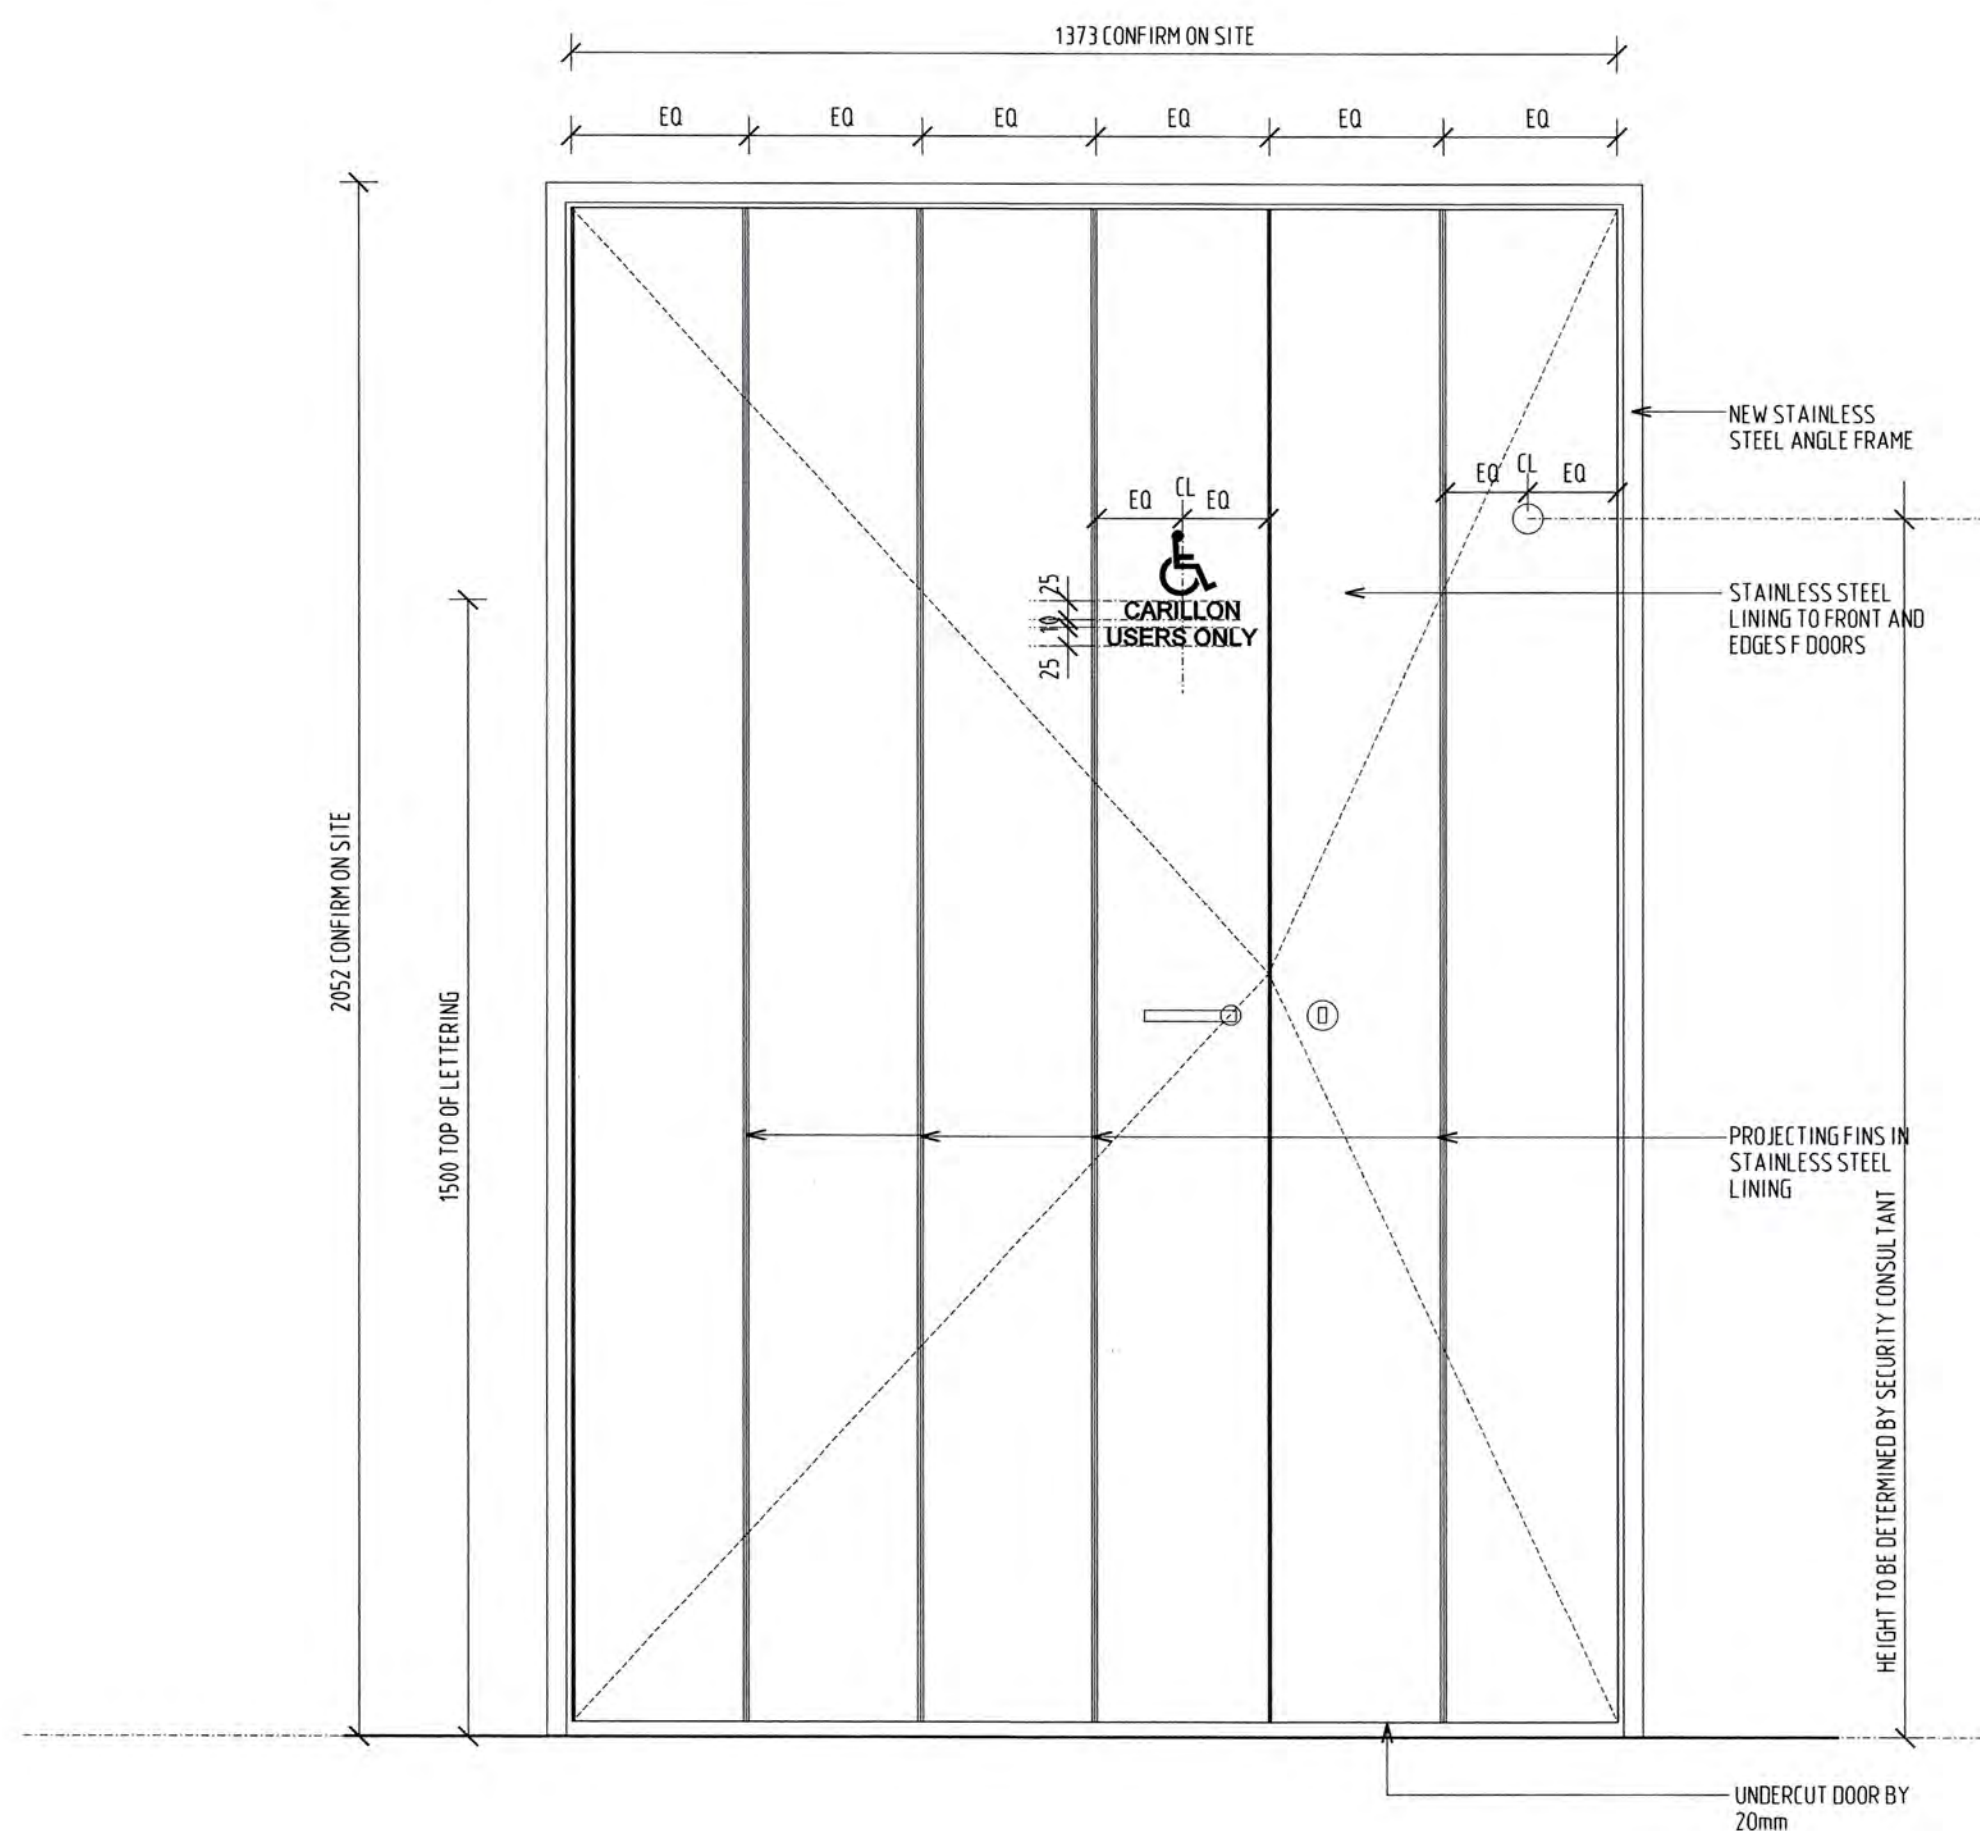 1373 CONFIRM ON SITE
EQ EQ EQ EQ EQ EQ
NEW STAINLESS
STEEL ANGLE FRAME
EQ CL EQ
EQ CL EQ
25
10
25
CARILLON
USERS ONLY
STAINLESS STEEL
LINING TO FRONT AND
EDGES F DOORS
2052 CONFIRM ON SITE
1500 TOP OF LETTERING
PROJECTING FINS IN
STAINLESS STEEL
LINING
HEIGHT TO BE DETERMINED BY SECURITY CONSULTANT
UNDERCUT DOOR BY
20mm